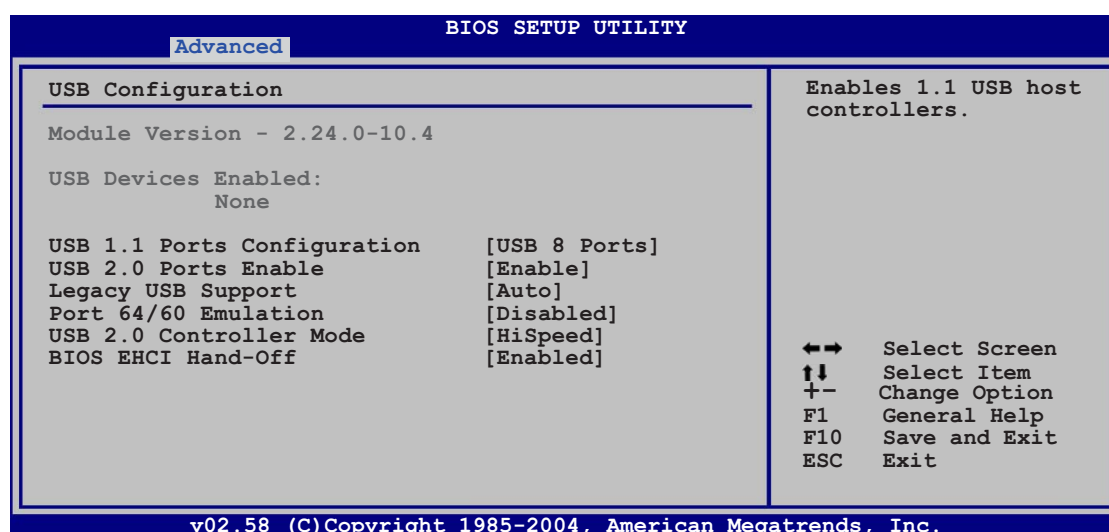 BIOS SETUP UTILITY
Advanced
USB Configuration
Module Version - 2.24.0-10.4
USB Devices Enabled:
None
USB 1.1 Ports Configuration [USB 8 Ports]
USB 2.0 Ports Enable [Enable]
Legacy USB Support [Auto]
Port 64/60 Emulation [Disabled]
USB 2.0 Controller Mode [HiSpeed]
BIOS EHCI Hand-Off [Enabled]
Enables 1.1 USB host
controllers.
←→ Select Screen
↑↓ Select Item
+- Change Option
F1 General Help
F10 Save and Exit
ESC Exit
v02.58 (C)Copyright 1985-2004, American Megatrends, Inc.